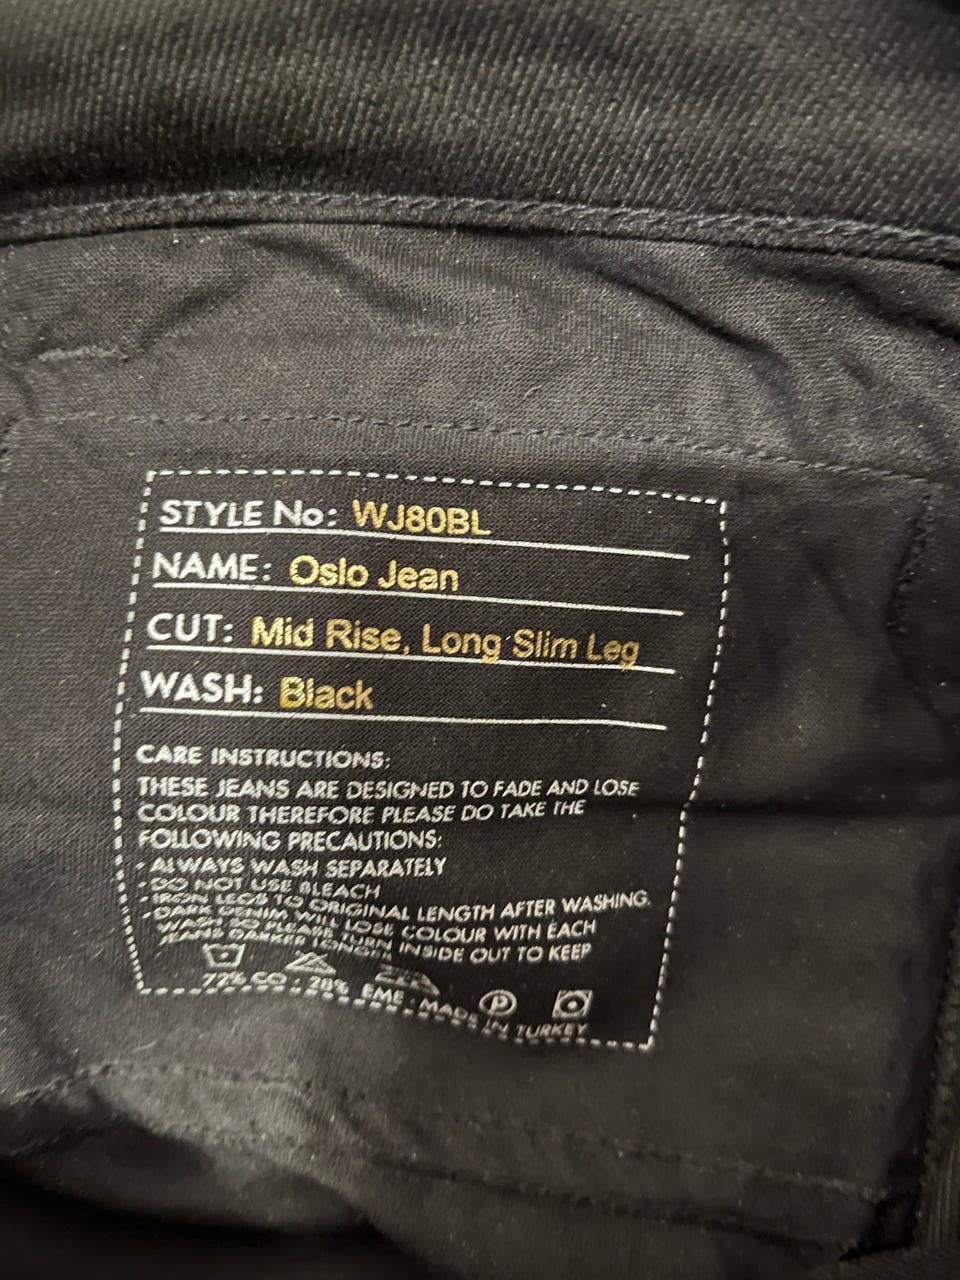 STYLE No: WJ80BL
NAME: Oslo Jean
CUT: Mid Rise, Long Slim Leg
WASH: Black
CARE INSTRUCTIONS:
THESE JEANS ARE DESIGNED TO FADE AND LOSE
COLOUR THEREFORE PLEASE DO TAKE THE
FOLLOWING PRECAUTIONS:
- ALWAYS WASH SEPARATELY
- DO NOT USE BLEACH
- IRON LEGS TO ORIGINAL LENGTH AFTER WASHING.
- DARK DENIM WILL LOSE COLOUR WITH EACH
WASH SO PLEASE TURN INSIDE OUT TO KEEP
JEANS DARKER LONGER
P
72% CO - 28% EME - MADE IN TURKEY